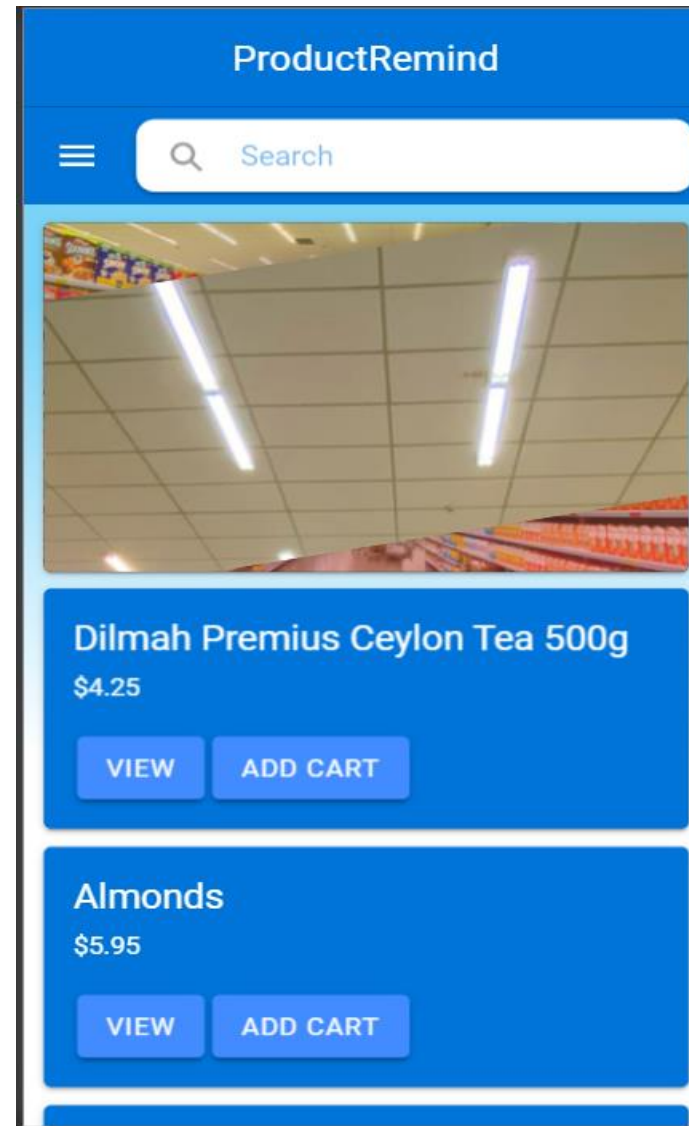 ProductRemind
Search
Dilmah Premius Ceylon Tea 500g
$4.25
VIEW ADD CART
Almonds
$5.95
VIEW ADD CART